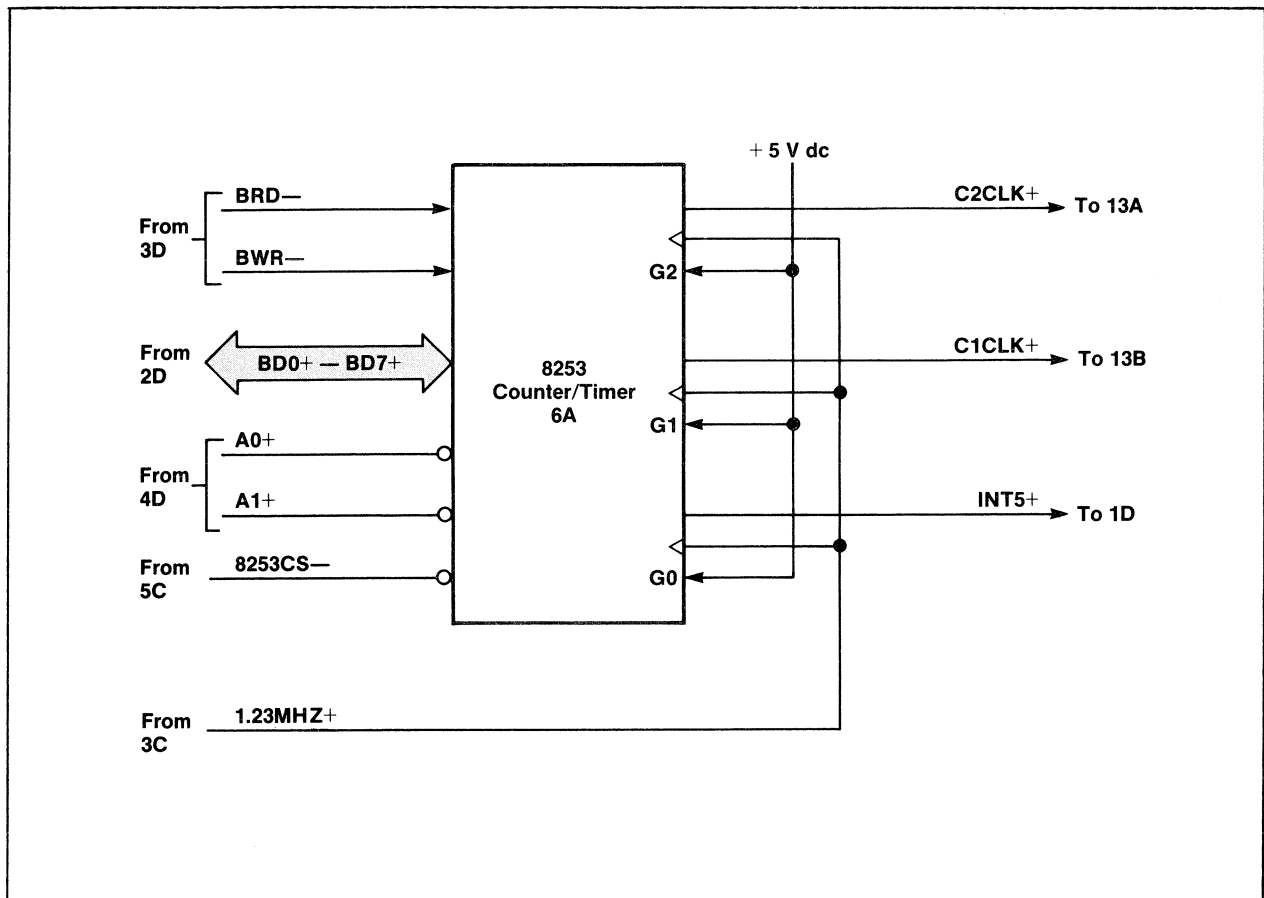 + 5 V dc
BRD—
C2CLK+
To 13A
From
3D
BWR—
G2
From
2D
BD0+ — BD7+
8253
Counter/Timer
6A
C1CLK+
To 13B
G1
A0+
From
4D
A1+
INT5+
To 1D
From
5C
8253CS—
G0
From
3C
1.23MHZ+